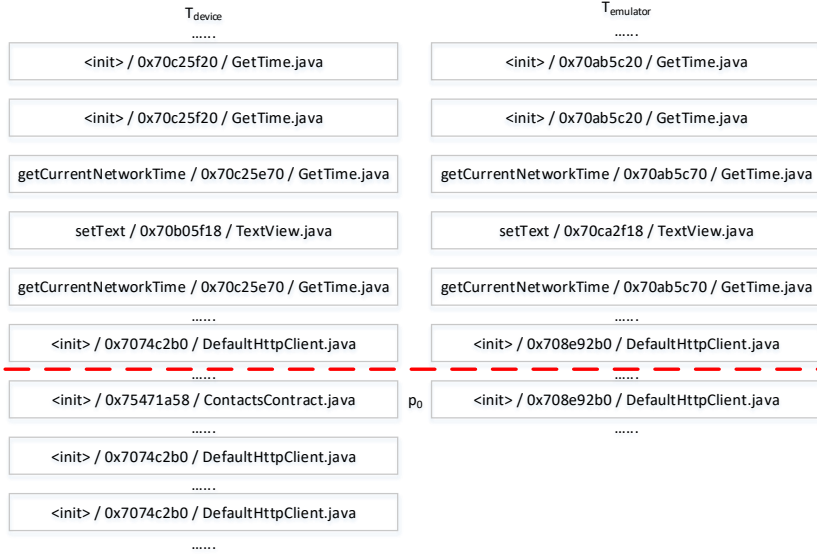 T_device
......
<init> / 0x70c25f20 / GetTime.java
<init> / 0x70c25f20 / GetTime.java
getCurrentNetworkTime / 0x70c25e70 / GetTime.java
setText / 0x70b05f18 / TextView.java
getCurrentNetworkTime / 0x70c25e70 / GetTime.java
......
<init> / 0x7074c2b0 / DefaultHttpClient.java
......
<init> / 0x75471a58 / ContactsContract.java
......
<init> / 0x7074c2b0 / DefaultHttpClient.java
......
<init> / 0x7074c2b0 / DefaultHttpClient.java
......
p_0
T_emulator
......
<init> / 0x70ab5c20 / GetTime.java
<init> / 0x70ab5c20 / GetTime.java
getCurrentNetworkTime / 0x70ab5c70 / GetTime.java
setText / 0x70ca2f18 / TextView.java
getCurrentNetworkTime / 0x70ab5c70 / GetTime.java
......
<init> / 0x708e92b0 / DefaultHttpClient.java
......
<init> / 0x708e92b0 / DefaultHttpClient.java
......